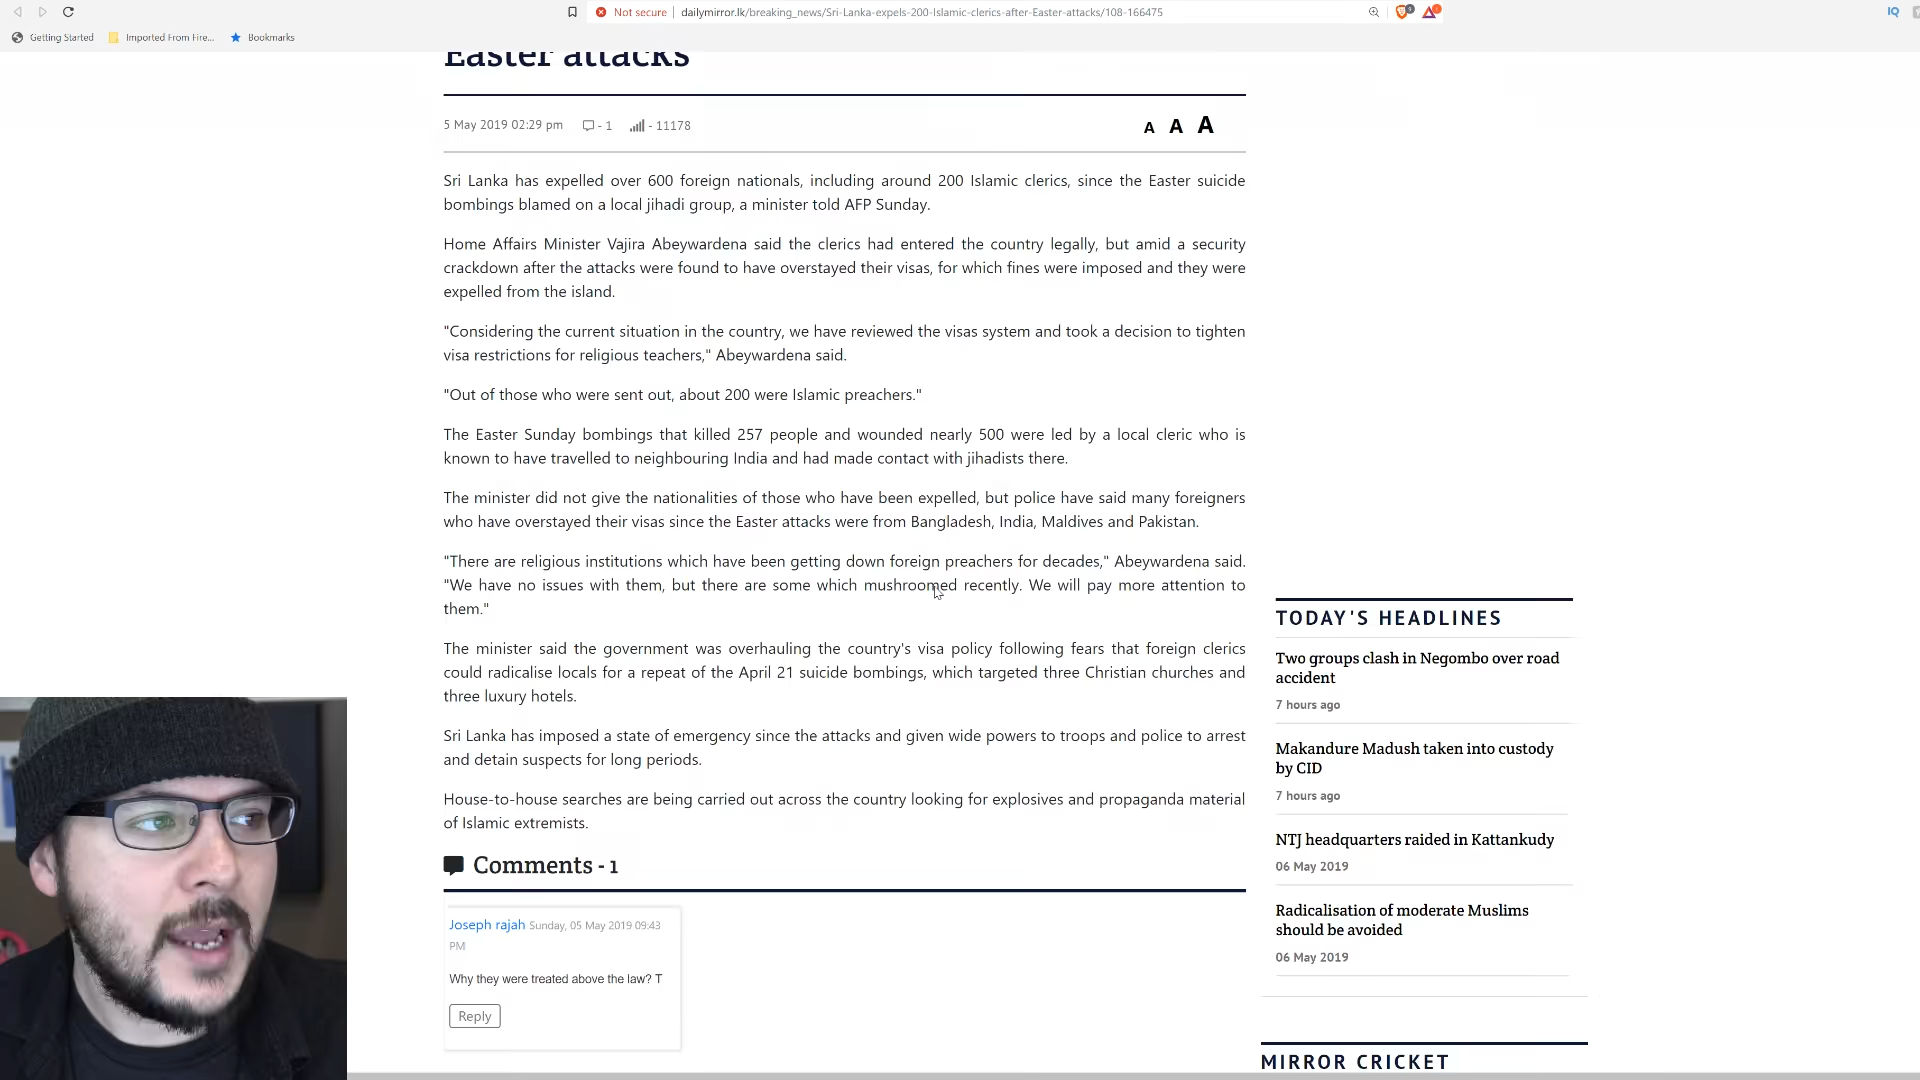 Not secure
dailymirror.lk/breaking_news/Sri-Lanka-expels-200-Islamic-clerics-after-Easter-attacks/108-166475
IQ
Getting Started
Imported From Fire...
Bookmarks
Easter attacks
5 May 2019 02:29 pm
- 1
- 11178
A A A
Sri Lanka has expelled over 600 foreign nationals, including around 200 Islamic clerics, since the Easter suicide
bombings blamed on a local jihadi group, a minister told AFP Sunday.
Home Affairs Minister Vajira Abeywardena said the clerics had entered the country legally, but amid a security
crackdown after the attacks were found to have overstayed their visas, for which fines were imposed and they were
expelled from the island.
"Considering the current situation in the country, we have reviewed the visas system and took a decision to tighten
visa restrictions for religious teachers," Abeywardena said.
"Out of those who were sent out, about 200 were Islamic preachers."
The Easter Sunday bombings that killed 257 people and wounded nearly 500 were led by a local cleric who is
known to have travelled to neighbouring India and had made contact with jihadists there.
The minister did not give the nationalities of those who have been expelled, but police have said many foreigners
who have overstayed their visas since the Easter attacks were from Bangladesh, India, Maldives and Pakistan.
"There are religious institutions which have been getting down foreign preachers for decades," Abeywardena said.
"We have no issues with them, but there are some which mushroomed recently. We will pay more attention to
them."
The minister said the government was overhauling the country's visa policy following fears that foreign clerics
could radicalise locals for a repeat of the April 21 suicide bombings, which targeted three Christian churches and
three luxury hotels.
Sri Lanka has imposed a state of emergency since the attacks and given wide powers to troops and police to arrest
and detain suspects for long periods.
House-to-house searches are being carried out across the country looking for explosives and propaganda material
of Islamic extremists.
Comments - 1
Joseph rajah Sunday, 05 May 2019 09:43
PM
Why they were treated above the law? T
Reply
TODAY'S HEADLINES
Two groups clash in Negombo over road
accident
7 hours ago
Makandure Madush taken into custody
by CID
7 hours ago
NTJ headquarters raided in Kattankudy
06 May 2019
Radicalisation of moderate Muslims
should be avoided
06 May 2019
MIRROR CRICKET